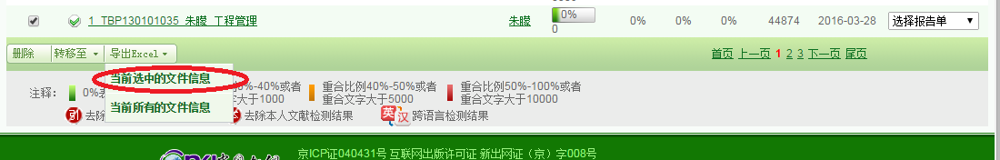 1_TBP130101035_朱曚_工程管理 朱曚 0% 0% 0% 0% 44874 2016-03-28 选择报告单
0
删除 转移至 导出Excel 首页 上一页 1 2 3 下一页 尾页
当前选中的文件信息
当前所有的文件信息
注释: 0% %-40%或者 重合比例40%-50%或者 重合比例50%-100%或者
字大于1000 重合文字大于5000 重合文字大于10000
去除 去除本人文献检测结果 英汉 跨语言检测结果
京ICP证040431号 互联网出版许可证 新出网证（京）字008号